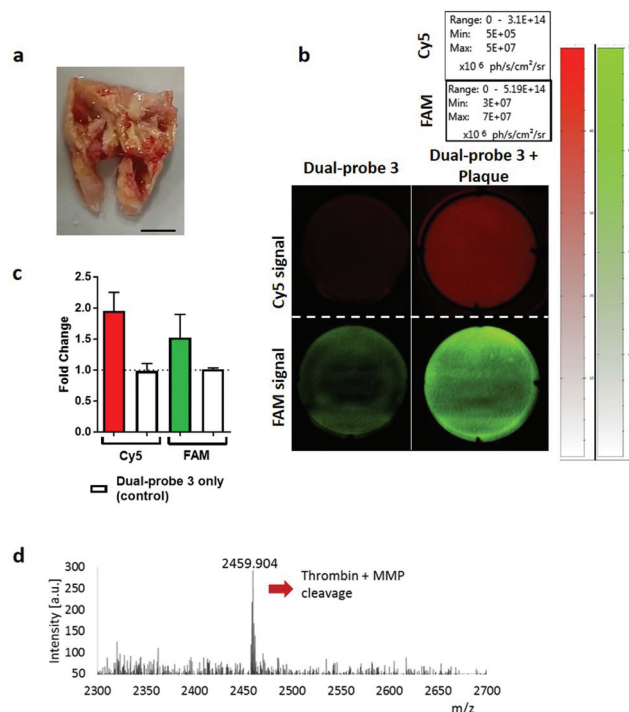 a
b
Cy5
Range: 0 - 3.1E+14
Min: 5E+05
Max: 5E+07
x10 6 ph/s/cm²/sr
FAM
Range: 0 - 5.19E+14
Min: 3E+07
Max: 7E+07
x10 6 ph/s/cm²/sr
Dual-probe 3
Dual-probe 3 +
Plaque
Cy5 signal
FAM signal
c
Fold Change
2.5
2.0
1.5
1.0
0.5
0.0
Cy5
FAM
Dual-probe 3 only
(control)
d
Intensity [a.u.]
300
250
200
150
100
50
2459.904
Thrombin + MMP
cleavage
2300
2350
2400
2450
2500
2550
2600
2650
2700
m/z